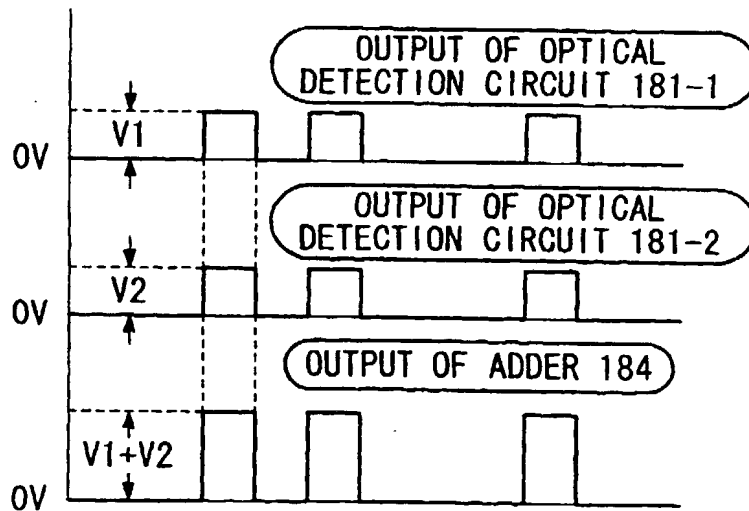 OUTPUT OF OPTICAL
DETECTION CIRCUIT 181-1
V1
0V
OUTPUT OF OPTICAL
DETECTION CIRCUIT 181-2
V2
0V
OUTPUT OF ADDER 184
V1+V2
0V